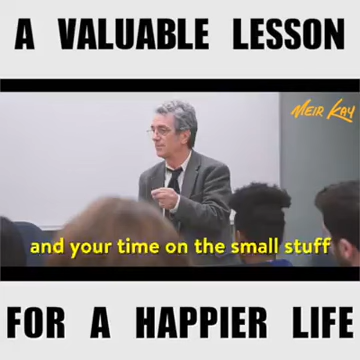 A VALUABLE LESSON
MEIR KAY
and your time on the small stuff
FOR A HAPPIER LIFE